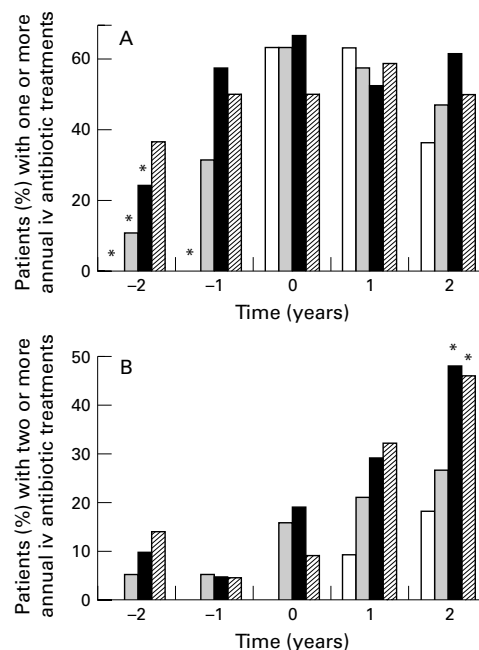 A
Patients (%) with one or more
annual iv antibiotic treatments
60
40
20
0
* * * *
–2 –1 0 1 2
Time (years)
B
Patients (%) with two or more
annual iv antibiotic treatments
50
40
30
20
10
0
* *
–2 –1 0 1 2
Time (years)